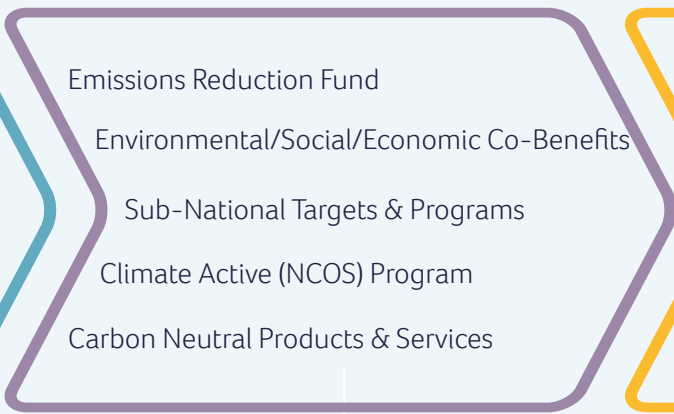 Emissions Reduction Fund
Environmental/Social/Economic Co-Benefits
Sub-National Targets & Programs
Climate Active (NCOS) Program
Carbon Neutral Products & Services